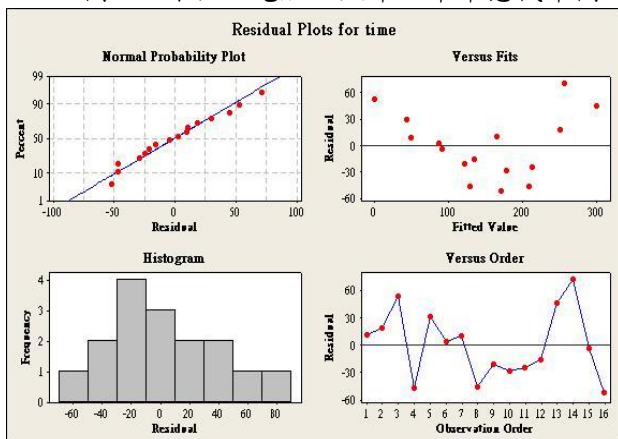 Residual Plots for time
Normal Probability Plot
99
90
50
10
1
Percent
-100 -50 0 50 100
Residual
Versus Fits
60
30
0
-30
-60
Residual
0 100 200 300
Fitted Value
Histogram
4
3
2
1
0
Frequency
-60 -40 -20 0 20 40 60 80
Residual
Versus Order
60
30
0
-30
-60
Residual
1 2 3 4 5 6 7 8 9 10 11 12 13 14 15 16
Observation Order